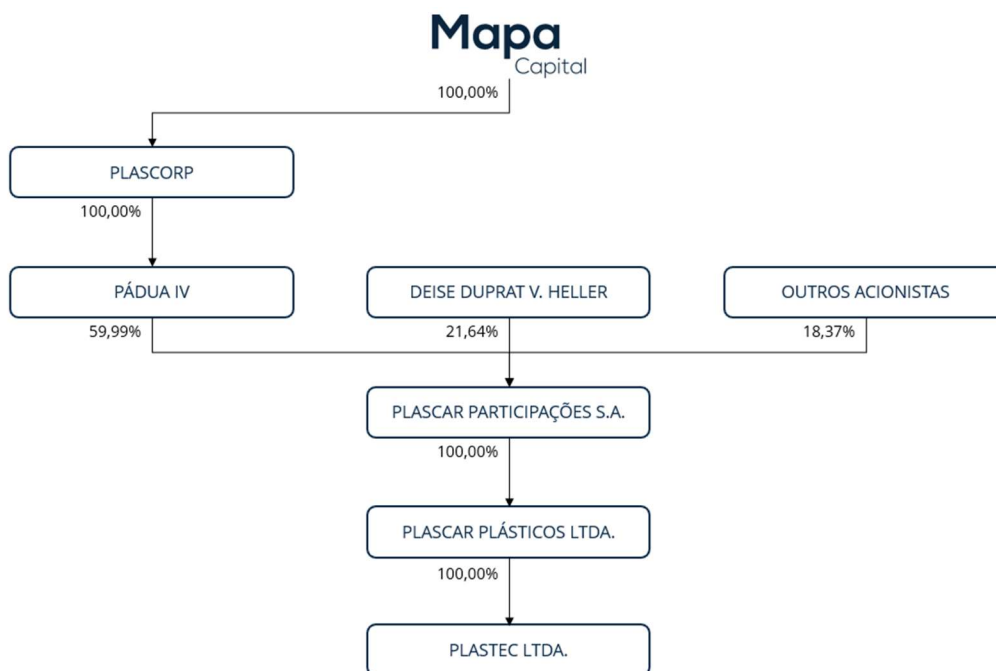 Mapa
Capital
100,00%
PLASCORP
100,00%
PÁDUA IV
DEISE DUPRAT V. HELLER
OUTROS ACIONISTAS
59,99%
21,64%
18,37%
PLASCAR PARTICIPAÇÕES S.A.
100,00%
PLASCAR PLÁSTICOS LTDA.
100,00%
PLASTEC LTDA.